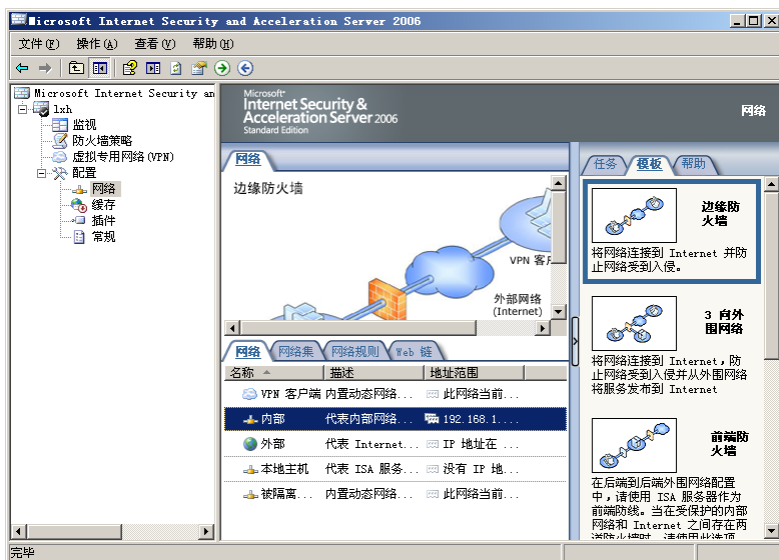 Microsoft Internet Security and Acceleration Server 2006
文件(F) 操作(A) 查看(V) 帮助(H)
Microsoft Internet Security an
lxh
监视
防火墙策略
虚拟专用网络(VPN)
配置
网络
缓存
插件
常规
Microsoft
Internet Security &
Acceleration Server 2006
Standard Edition
网络
网络
边缘防火墙
VPN 客户
外部网络
(Internet)
网络 网络集 网络规则 Web 链
名称 描述 地址范围
VPN 客户端 内置动态网络... 此网络当前...
内部 代表内部网络... 192.168.1....
外部 代表 Internet... IP 地址在 ...
本地主机 代表 ISA 服务... 没有 IP 地...
被隔离... 内置动态网络... 此网络当前...
任务 模板 帮助
边缘防
火墙
将网络连接到 Internet 并防
止网络受到入侵。
3 向外
围网络
将网络连接到 Internet，防
止网络受到入侵并从外围网络
将服务发布到 Internet
前端防
火墙
在后端到后端外围网络配置
中，请使用 ISA 服务器作为
前端防线。当在受保护的内部
网络和 Internet 之间存在两
道防火墙时，请使用此选项
完毕